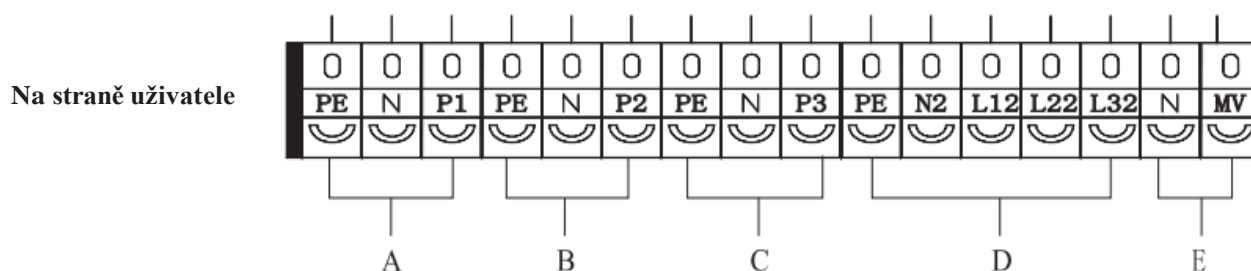 0 0 0 0 0 0 0 0 0 0 0 0 0 0 0 0
Na straně uživatele
PE N P1 PE N P2 PE N P3 PE N2 L12 L22 L32 N MV
A B C D E